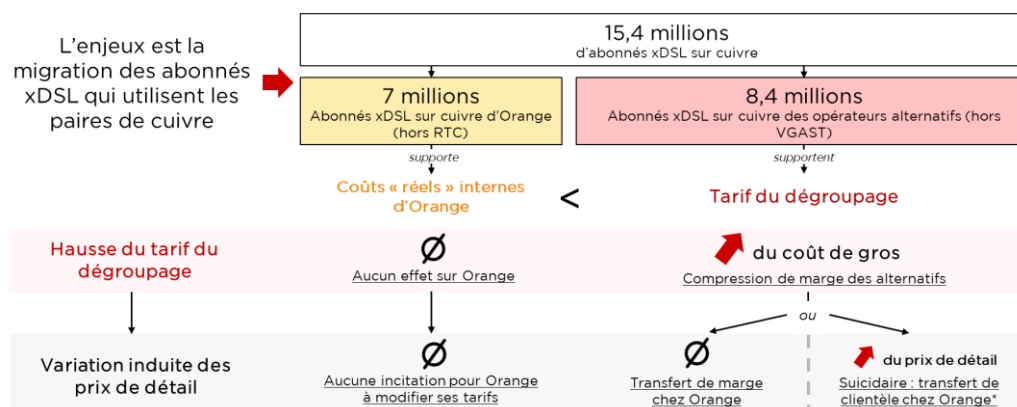 L'enjeux est la
migration des abonnés
xDSL qui utilisent les
paires de cuivre
15,4 millions
d'abonnés xDSL sur cuivre
7 millions
Abonnés xDSL sur cuivre d'Orange
(hors RTC)
8,4 millions
Abonnés xDSL sur cuivre des opérateurs alternatifs (hors
VGAST)
supporte
supportent
Coûts « réels » internes
d'Orange
<
Tarif du dégroupage
Hausse du tarif du
dégroupage
Ø
Aucun effet sur Orange
du coût de gros
Compression de marge des alternatifs
ou
Variation induite des
prix de détail
Ø
Aucune incitation pour Orange
à modifier ses tarifs
Ø
Transfert de marge
chez Orange
du prix de détail
Suicidaire : transfert de
clientèle chez Orange*